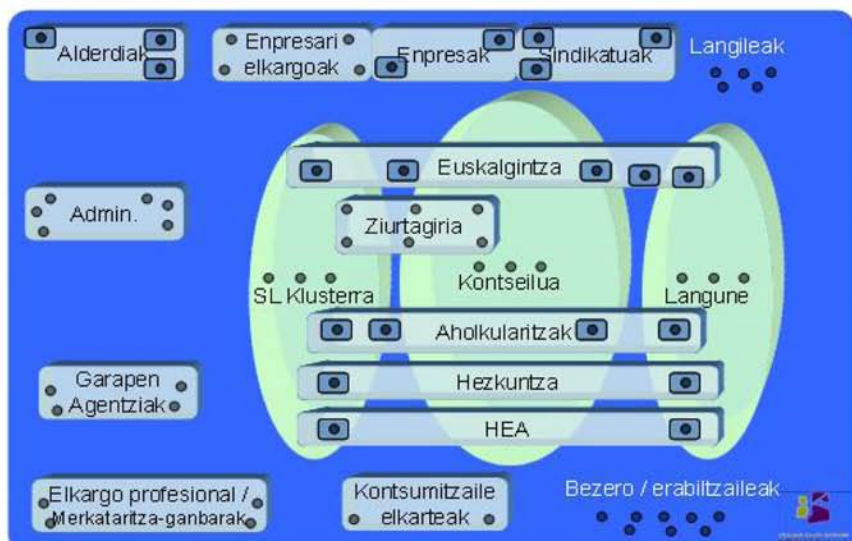 Alderdiak
Enpresari
elkargoak
Enpresak
Sindikatuak
Langileak
Euskalgintza
Admin.
Ziurtagiria
SL Klusterra
Kontseilua
Langune
Aholkularitzak
Garapen
Agentziak
Hezkuntza
HEA
Elkargo profesional /
Merkataritza-ganbarak
Kontsumitzaile
elkarteak
Bezero / erabiltzaileak